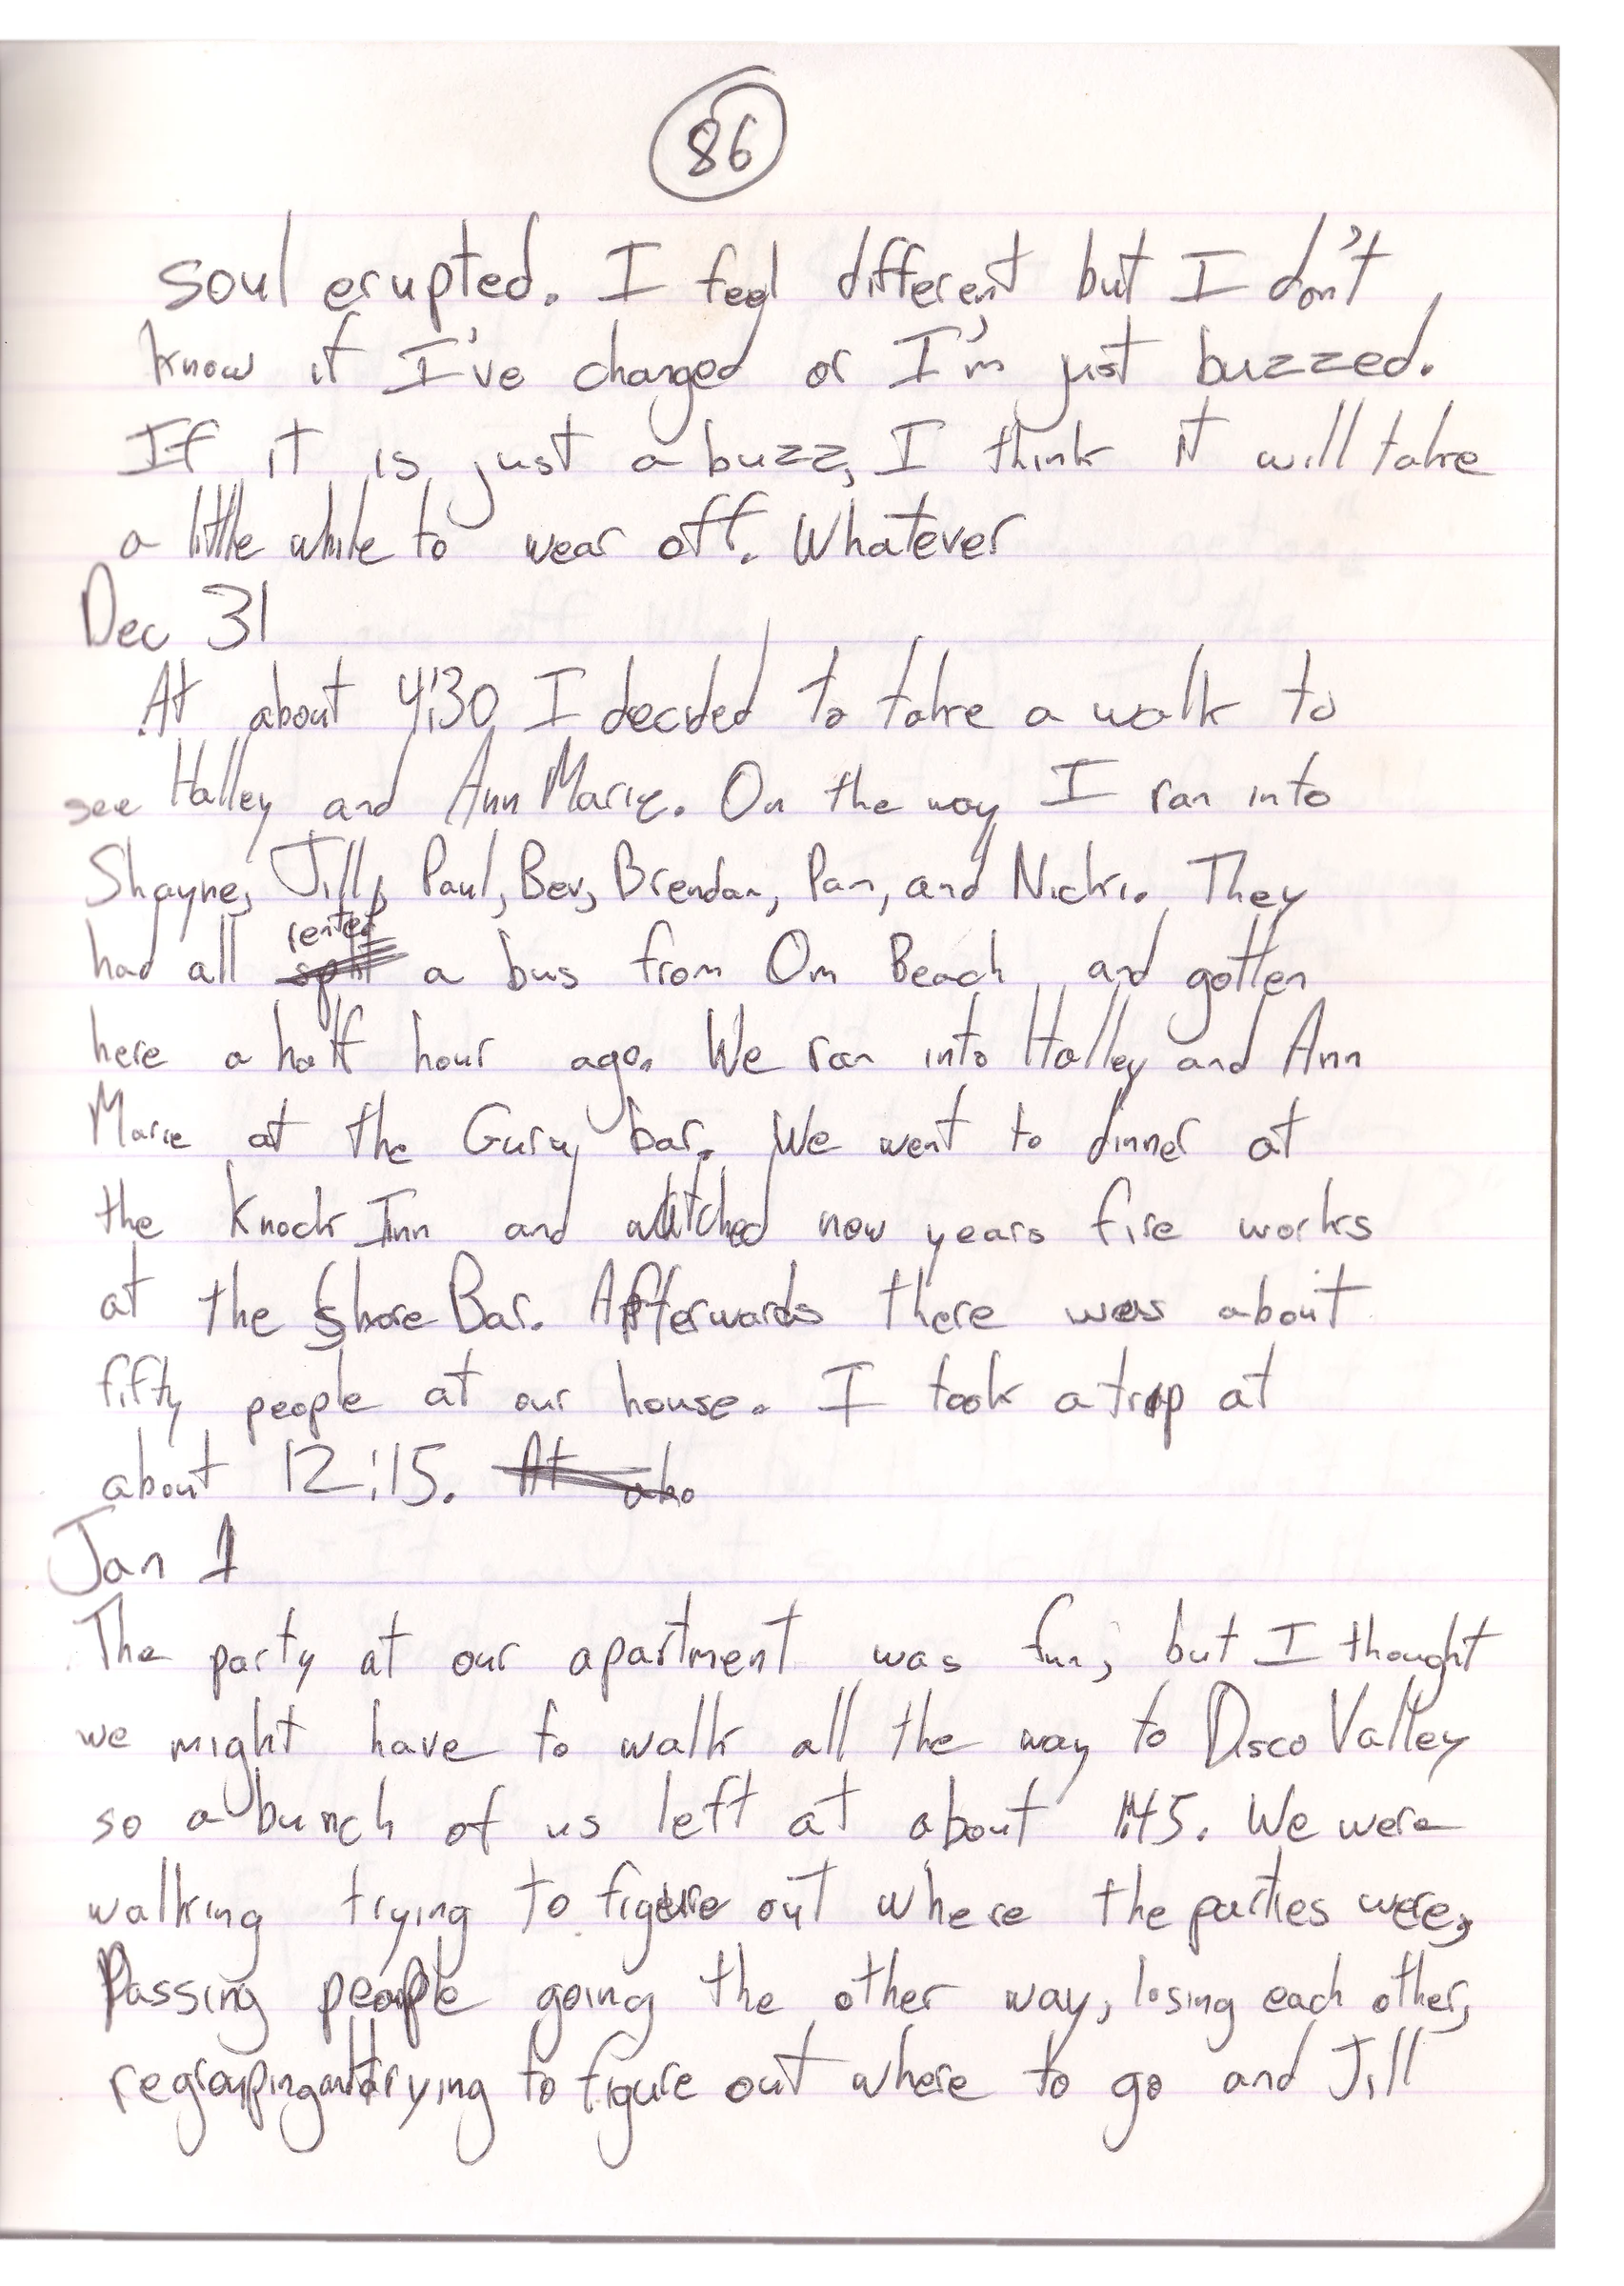 86
soul erupted. I feel different but I don't
know if I've changed or I'm just buzzed.
If it is just a buzz, I think it will take
a little while to wear off. Whatever
Dec 31
At about 4:30 I decided to take a walk to
see Halley and Ann Marie. On the way I ran into
Shayne, Jill, Paul, Bev, Brendan, Pam, and Nicki. They
had all rented a bus from Om Beach and gotten
here a half hour ago. We ran into Halley and Ann
Marie at the Guru bar. We went to dinner at
the Knock Inn and watched new years fire works
at the Shore Bar. Afterwards there was about
fifty people at our house. I took a trip at
about 12:15. At abo
Jan 1
The party at our apartment was fun, but I thought
we might have to walk all the way to Disco Valley
so a bunch of us left at about 1:45. We were
walking trying to figure out where the parties were,
Passing people going the other way, losing each other,
regrouping and trying to figure out where to go and Jill